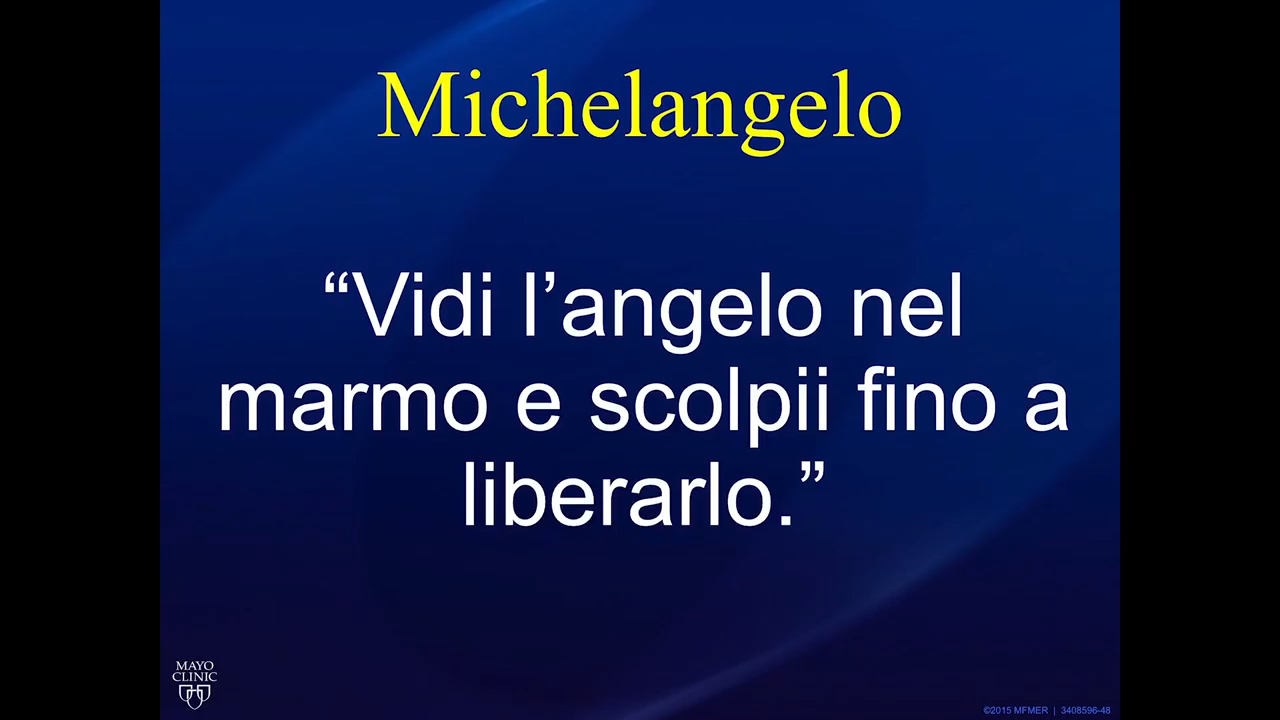 Michelangelo
“Vidi l’angelo nel
marmo e scolpii fino a
liberarlo.”
MAYO
CLINIC
©2015 MFMER | 3408596-48